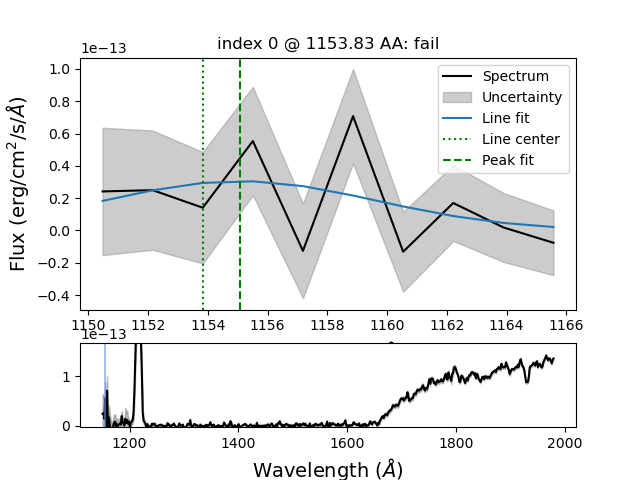 index 0 @ 1153.83 AA: fail
1e−13
Flux (erg/cm²/s/Å)
1.0
0.8
0.6
0.4
0.2
0.0
−0.2
−0.4
Spectrum
Uncertainty
Line fit
Line center
Peak fit
1150 1152 1154 1156 1158 1160 1162 1164 1166
1e−13
1
0
1200 1400 1600 1800 2000
Wavelength (Å)